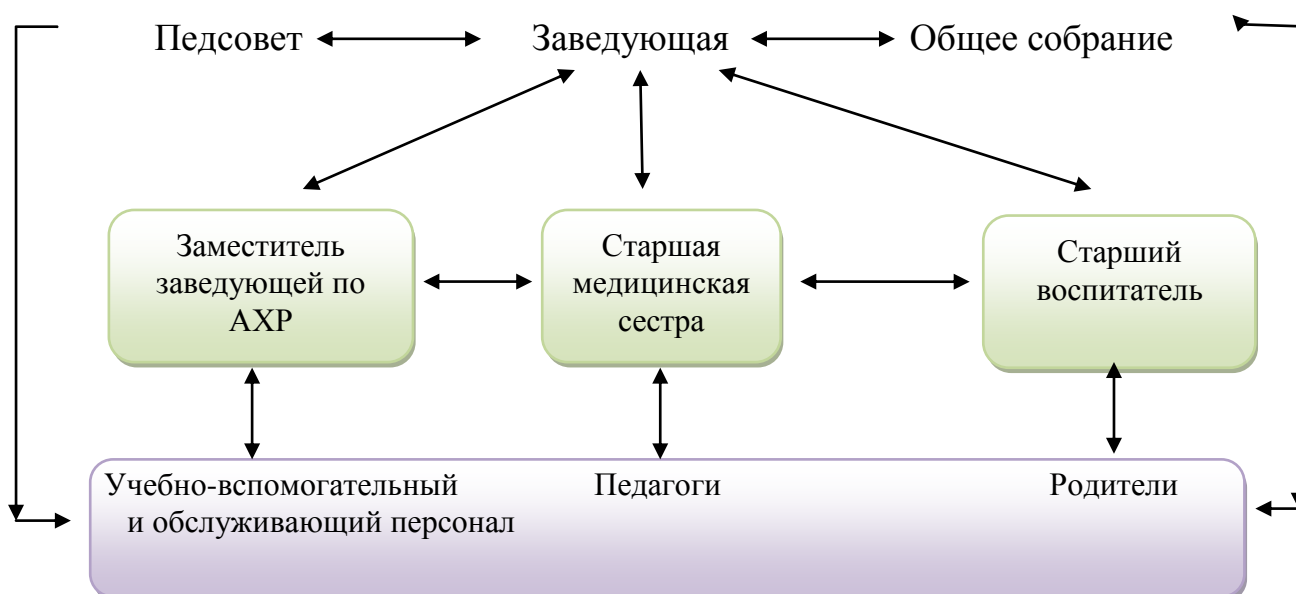 Педсовет Заведующая Общее собрание
Заместитель
заведующей по
АХР
Старшая
медицинская
сестра
Старший
воспитатель
Учебно-вспомогательный
и обслуживающий персонал
Педагоги
Родители